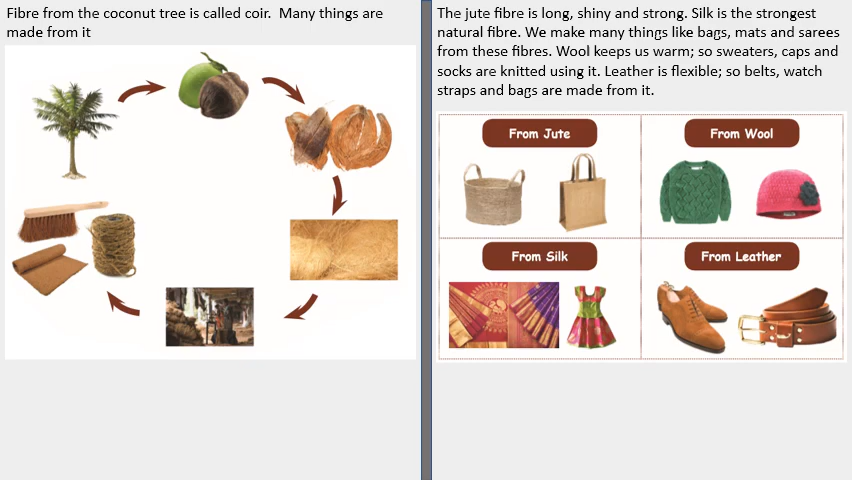 Fibre from the coconut tree is called coir.  Many things are
made from it
The jute fibre is long, shiny and strong. Silk is the strongest
natural fibre. We make many things like bags, mats and sarees
from these fibres. Wool keeps us warm; so sweaters, caps and
socks are knitted using it. Leather is flexible; so belts, watch
straps and bags are made from it.
From Jute
From Wool
From Silk
From Leather